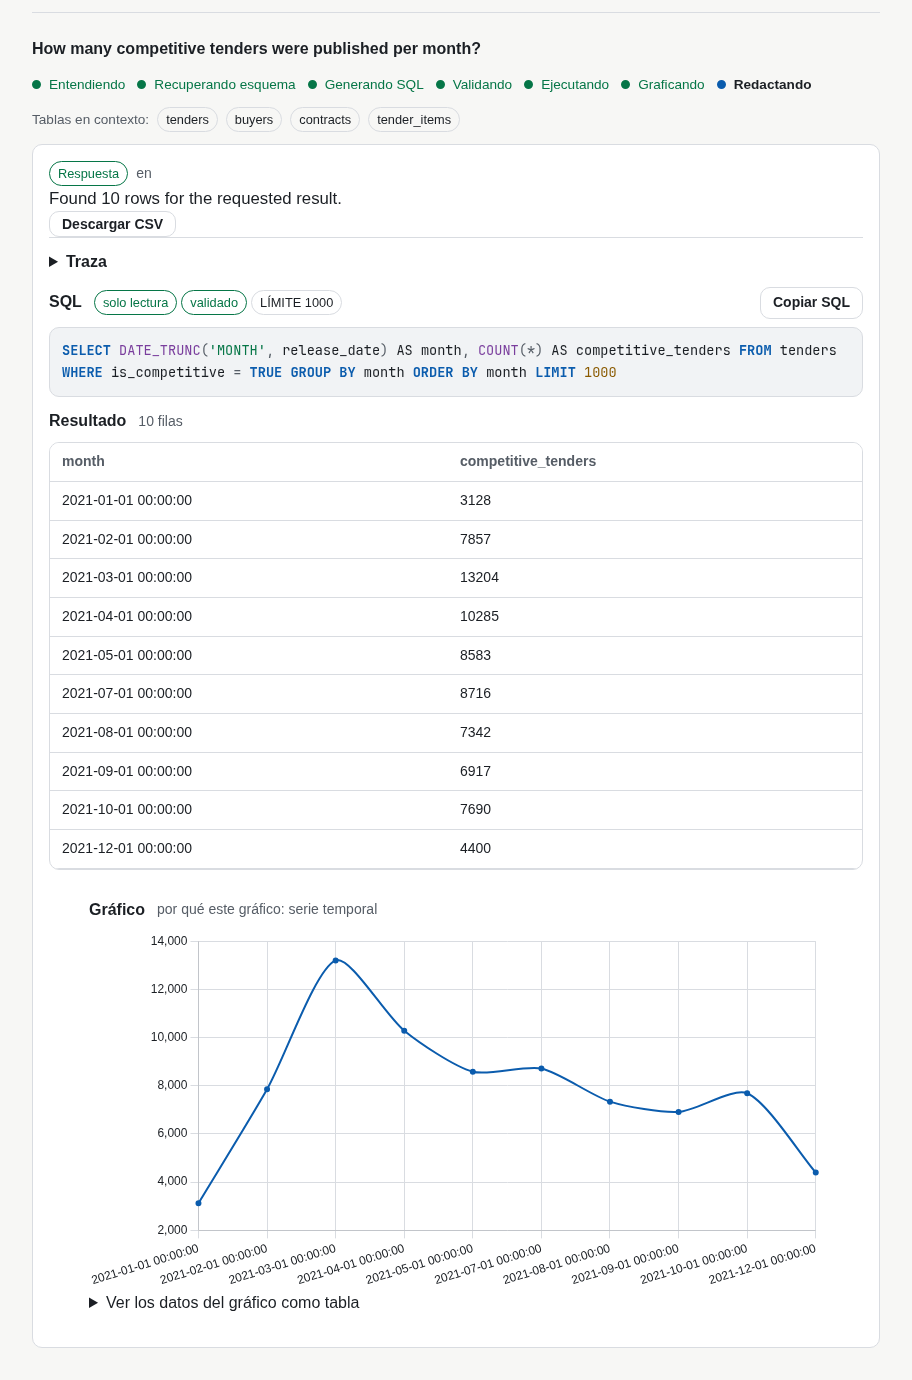 How many competitive tenders were published per month?
Entendiendo Recuperando esquema Generando SQL Validando Ejecutando Graficando Redactando
Tablas en contexto: tenders buyers contracts tender_items
Respuesta en
Found 10 rows for the requested result.
Descargar CSV
Traza
SQL solo lectura validado LÍMITE 1000 Copiar SQL
SELECT DATE_TRUNC('MONTH', release_date) AS month, COUNT(*) AS competitive_tenders FROM tenders
WHERE is_competitive = TRUE GROUP BY month ORDER BY month LIMIT 1000
Resultado 10 filas
month competitive_tenders
2021-01-01 00:00:00 3128
2021-02-01 00:00:00 7857
2021-03-01 00:00:00 13204
2021-04-01 00:00:00 10285
2021-05-01 00:00:00 8583
2021-07-01 00:00:00 8716
2021-08-01 00:00:00 7342
2021-09-01 00:00:00 6917
2021-10-01 00:00:00 7690
2021-12-01 00:00:00 4400
Gráfico por qué este gráfico: serie temporal
14,000
12,000
10,000
8,000
6,000
4,000
2,000
2021-01-01 00:00:00
2021-02-01 00:00:00
2021-03-01 00:00:00
2021-04-01 00:00:00
2021-05-01 00:00:00
2021-07-01 00:00:00
2021-08-01 00:00:00
2021-09-01 00:00:00
2021-10-01 00:00:00
2021-12-01 00:00:00
Ver los datos del gráfico como tabla